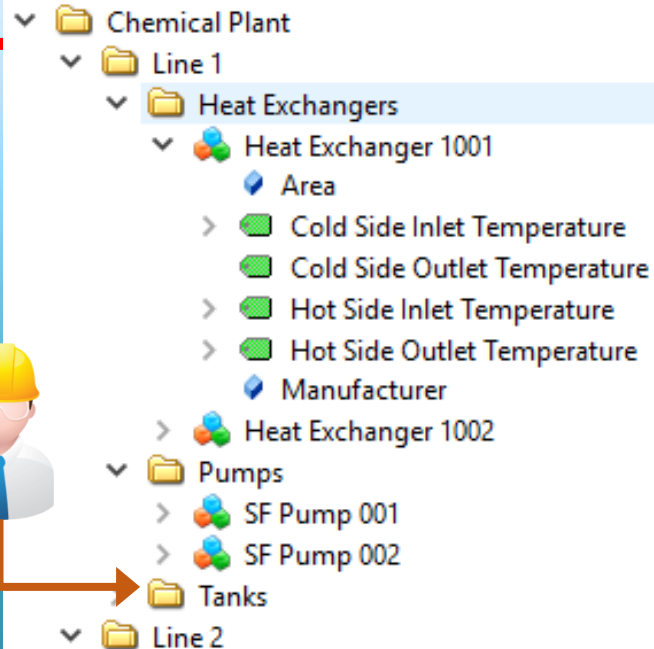 Chemical Plant
Line 1
Heat Exchangers
Heat Exchanger 1001
Area
Cold Side Inlet Temperature
Cold Side Outlet Temperature
Hot Side Inlet Temperature
Hot Side Outlet Temperature
Manufacturer
Heat Exchanger 1002
Pumps
SF Pump 001
SF Pump 002
Tanks
Line 2